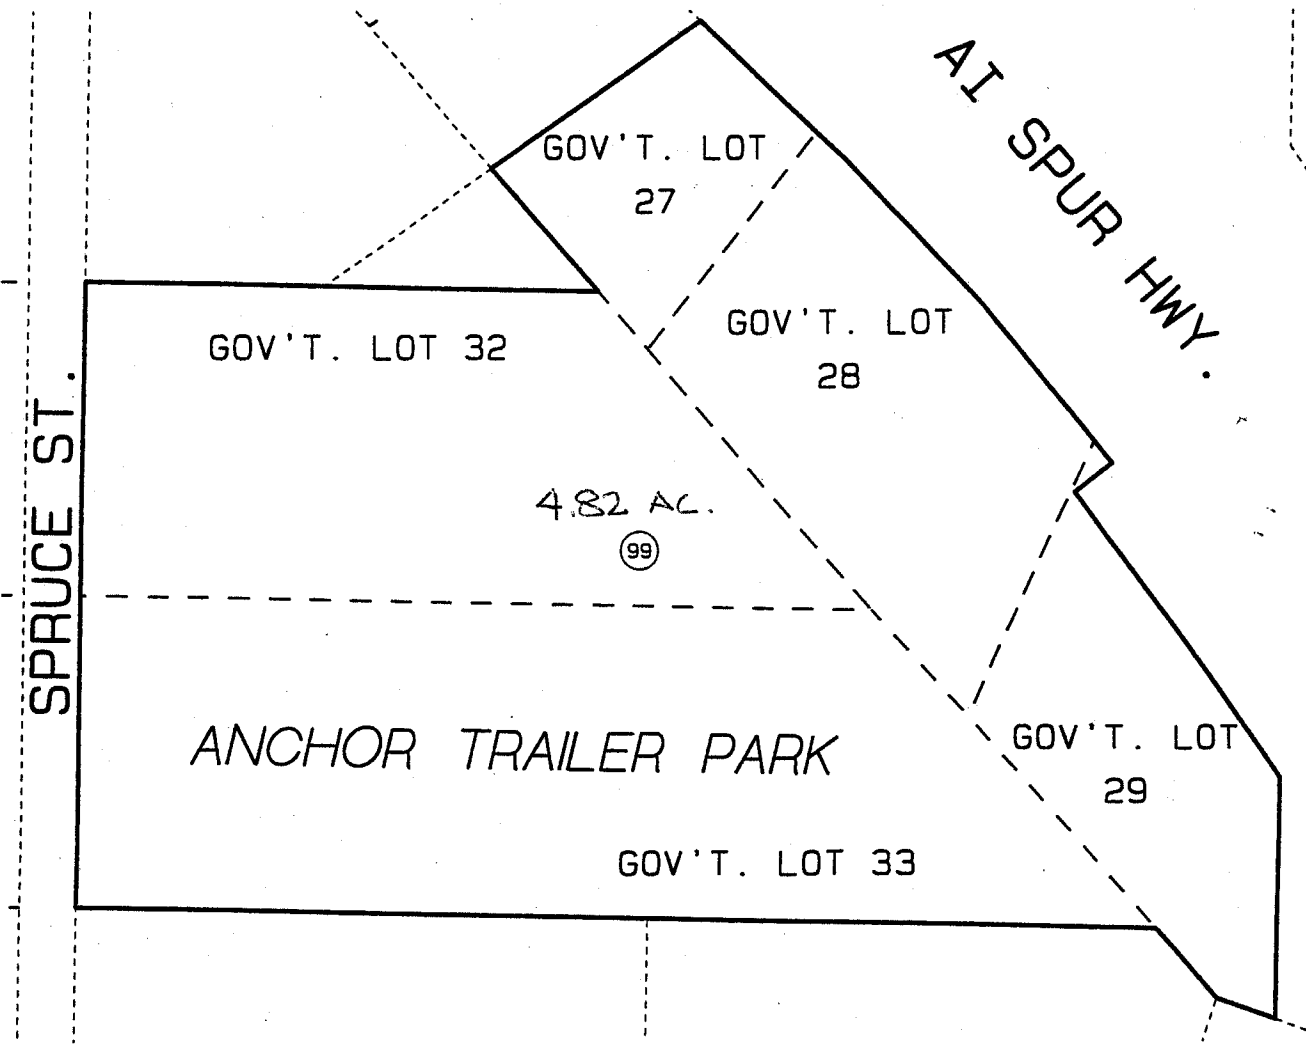 AI SPUR HWY.
GOV'T. LOT
27
GOV'T. LOT
28
GOV'T. LOT 32
SPRUCE ST.
4.82 AC.
99
ANCHOR TRAILER PARK
GOV'T. LOT
29
GOV'T. LOT 33